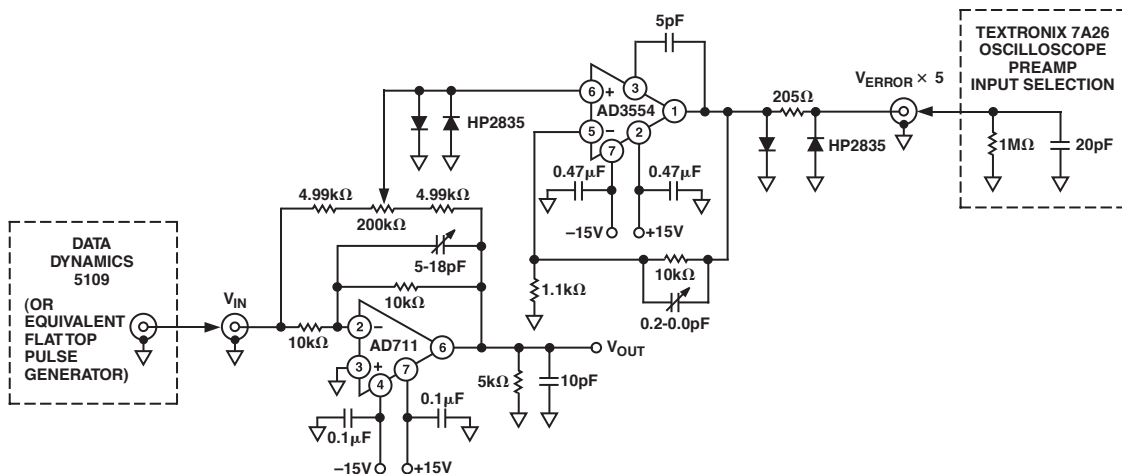 5pF
TEXTRONIX 7A26
OSCILLOSCOPE
PREAMP
INPUT SELECTION
VERROR × 5
205Ω
6
+
3
AD3554
1
5
−
2
7
HP2835
HP2835
1MΩ
20pF
0.47μF
0.47μF
–15V
+15V
4.99kΩ
4.99kΩ
200kΩ
5-18pF
10kΩ
1.1kΩ
10kΩ
0.2-0.0pF
DATA
DYNAMICS
5109
(OR
EQUIVALENT
FLAT TOP
PULSE
GENERATOR)
VIN
10kΩ
2
−
AD711
6
3
+
4
7
VOUT
5kΩ
10pF
0.1μF
0.1μF
–15V
+15V